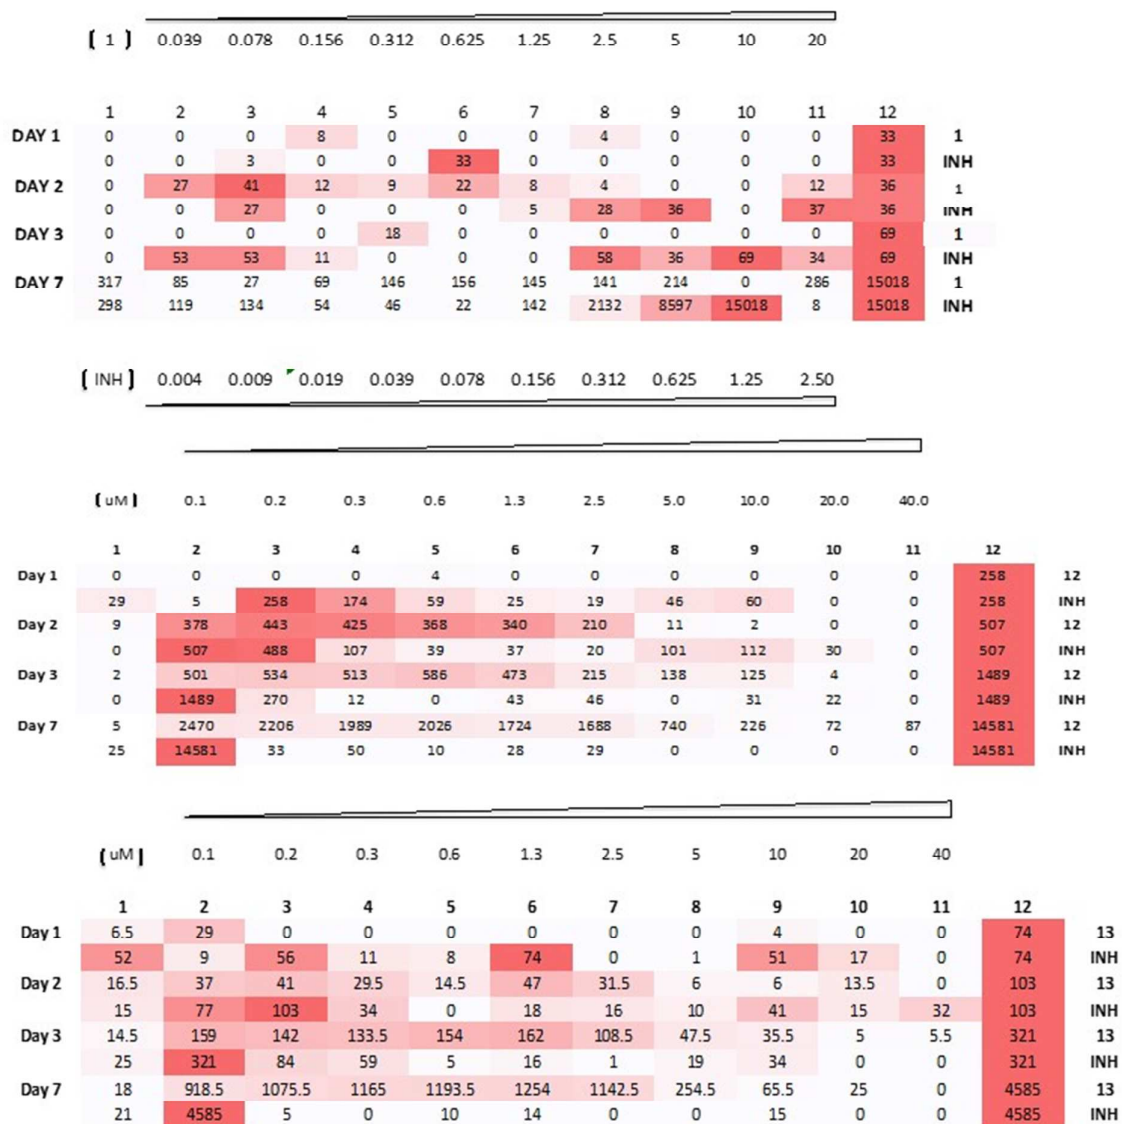 [ 1 ] 0.039 0.078 0.156 0.312 0.625 1.25 2.5 5 10 20
1 2 3 4 5 6 7 8 9 10 11 12
DAY 1 0 0 0 8 0 0 0 4 0 0 0 33 1
0 0 3 0 0 33 0 0 0 0 0 33 INH
DAY 2 0 27 41 12 9 22 8 4 0 0 12 36 1
0 0 27 0 0 0 5 28 36 0 37 36 INH
DAY 3 0 0 0 0 18 0 0 0 0 0 0 69 1
0 53 53 11 0 0 0 58 36 69 34 69 INH
DAY 7 317 85 27 69 146 156 145 141 214 0 286 15018 1
298 119 134 54 46 22 142 2132 8597 15018 8 15018 INH
[ INH ] 0.004 0.009 0.019 0.039 0.078 0.156 0.312 0.625 1.25 2.50
[ uM ] 0.1 0.2 0.3 0.6 1.3 2.5 5.0 10.0 20.0 40.0
1 2 3 4 5 6 7 8 9 10 11 12
Day 1 0 0 0 0 4 0 0 0 0 0 0 258 12
29 5 258 174 59 25 19 46 60 0 0 258 INH
Day 2 9 378 443 425 368 340 210 11 2 0 0 507 12
0 507 488 107 39 37 20 101 112 30 0 507 INH
Day 3 2 501 534 513 586 473 215 138 125 4 0 1489 12
0 1489 270 12 0 43 46 0 31 22 0 1489 INH
Day 7 5 2470 2206 1989 2026 1724 1688 740 226 72 87 14581 12
25 14581 33 50 10 28 29 0 0 0 0 14581 INH
[ uM ] 0.1 0.2 0.3 0.6 1.3 2.5 5 10 20 40
1 2 3 4 5 6 7 8 9 10 11 12
Day 1 6.5 29 0 0 0 0 0 0 4 0 0 74 13
52 9 56 11 8 74 0 1 51 17 0 74 INH
Day 2 16.5 37 41 29.5 14.5 47 31.5 6 6 13.5 0 103 13
15 77 103 34 0 18 16 10 41 15 32 103 INH
Day 3 14.5 159 142 133.5 154 162 108.5 47.5 35.5 5 5.5 321 13
25 321 84 59 5 16 1 19 34 0 0 321 INH
Day 7 18 918.5 1075.5 1165 1193.5 1254 1142.5 254.5 65.5 25 0 4585 13
21 4585 5 0 10 14 0 0 15 0 0 4585 INH